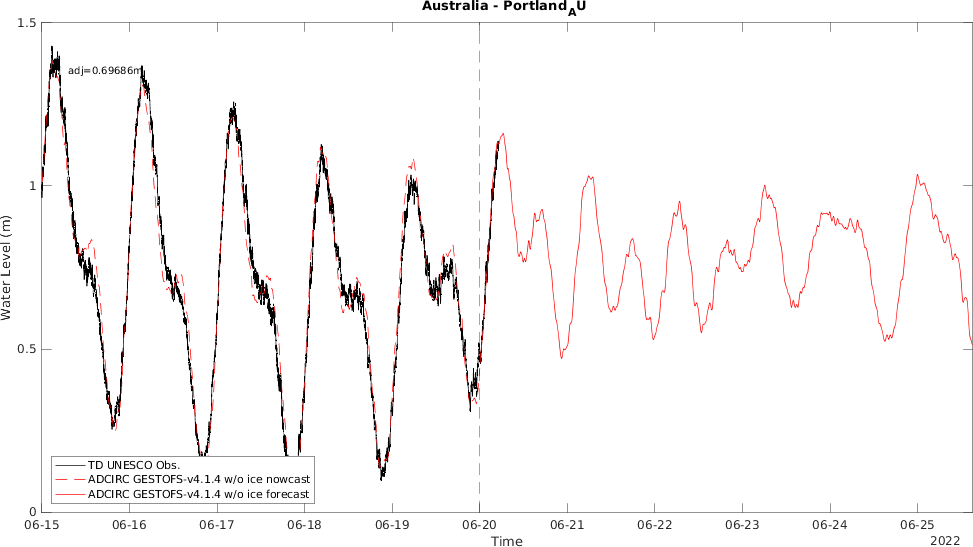 Australia - Portland_AU
1.5
adj=0.69686m
1
0.5
0
Water Level (m)
TD UNESCO Obs.
ADCIRC GESTOFS-v4.1.4 w/o ice nowcast
ADCIRC GESTOFS-v4.1.4 w/o ice forecast
06-15 06-16 06-17 06-18 06-19 06-20 06-21 06-22 06-23 06-24 06-25
Time
2022